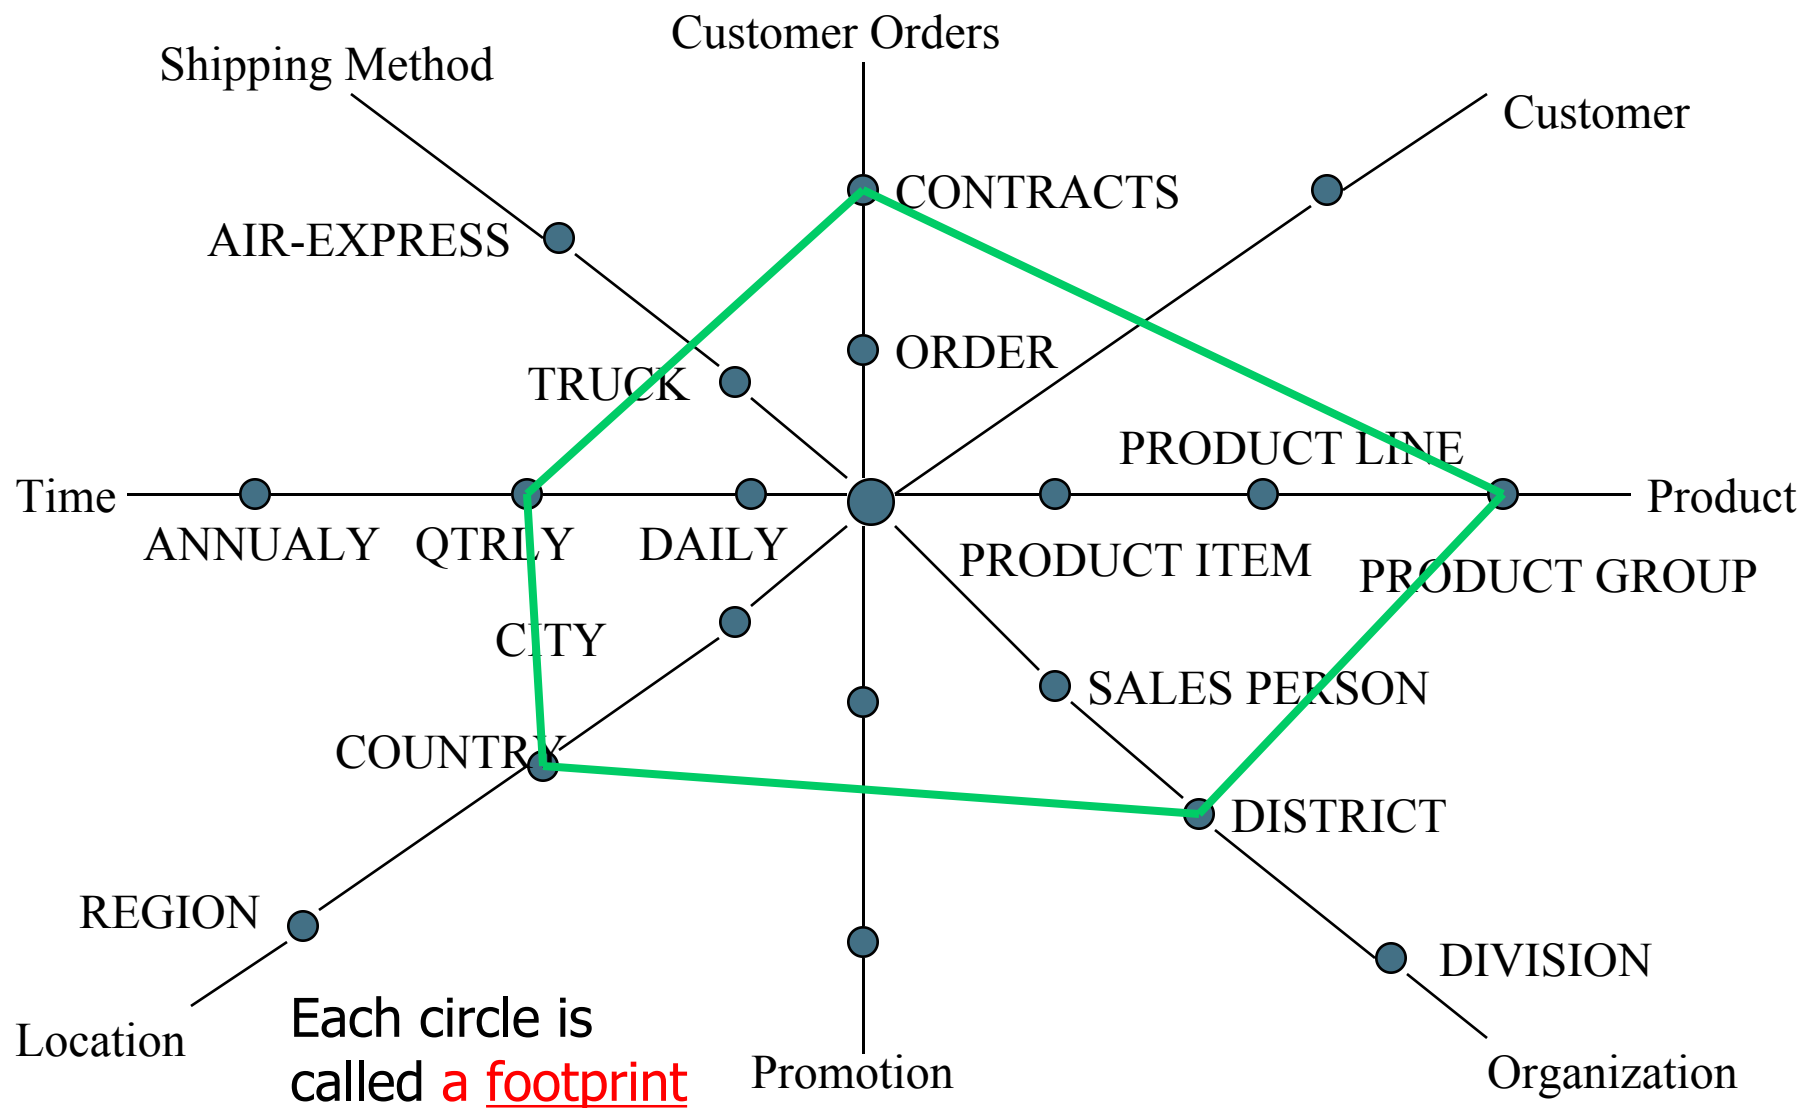 Customer Orders
Shipping Method
Customer
CONTRACTS
AIR-EXPRESS
ORDER
TRUCK
PRODUCT LINE
Time
Product
ANNUALY
QTRLY
DAILY
PRODUCT ITEM
PRODUCT GROUP
CITY
SALES PERSON
COUNTRY
DISTRICT
REGION
DIVISION
Each circle is
called a footprint
Location
Promotion
Organization